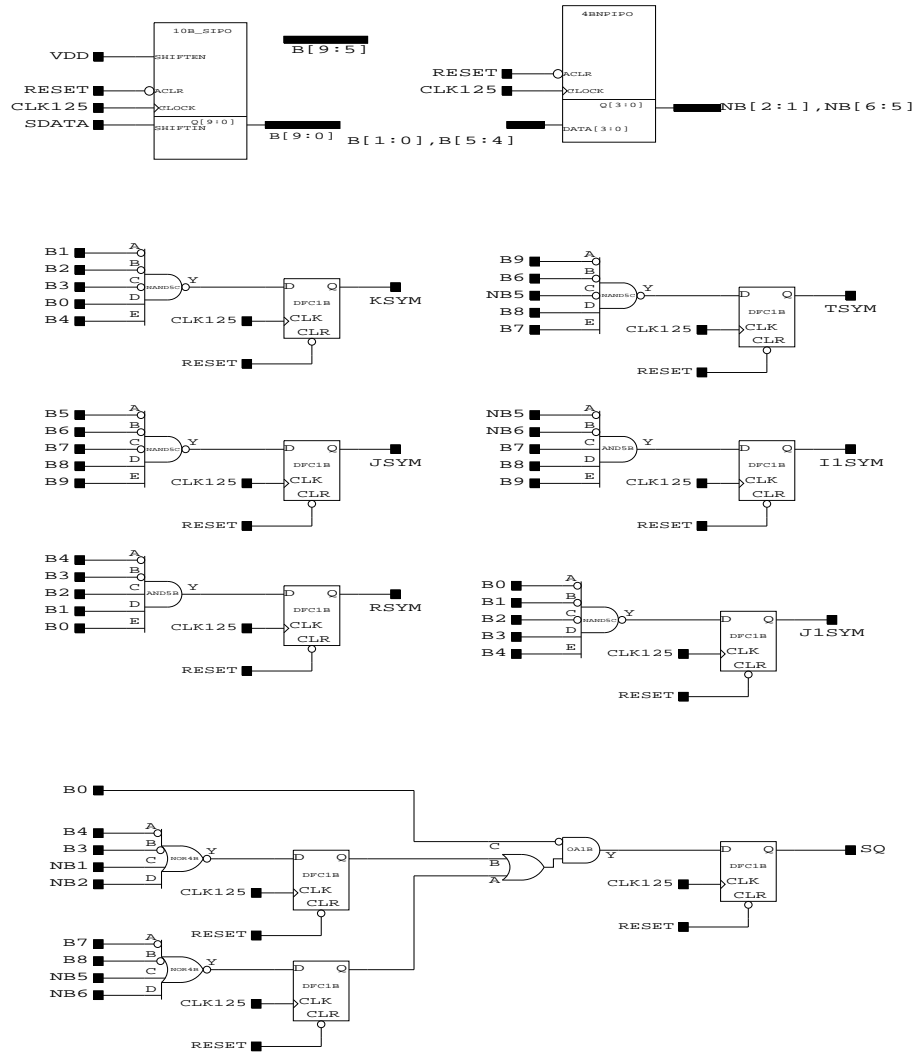 10B_SIPO
VDD
SHIFTEN
RESET
ACLR
CLK125
CLOCK
Q[9:0]
SDATA
SHIFTIN
B[9:5]
B[9:0]
4BNPIPO
RESET
ACLR
CLK125
CLOCK
Q[3:0]
NB[2:1],NB[6:5]
DATA[3:0]
B[1:0],B[5:4]
B1 A
B2 B
B3 C NAND5C Y D DFC1B Q KSYM
B0 D CLK125 CLK
B4 E CLR
RESET
B9 A
B6 B
NB5 C NAND5C Y D DFC1B Q TSYM
B8 D CLK125 CLK
B7 E CLR
RESET
B5 A
B6 B
B7 C NAND5C Y D DFC1B Q JSYM
B8 D CLK125 CLK
B9 E CLR
RESET
NB5 A
NB6 B
B7 C AND5B Y D DFC1B Q I1SYM
B8 D CLK125 CLK
B9 E CLR
RESET
B4 A
B3 B
B2 C AND5B Y D DFC1B Q RSYM
B1 D CLK125 CLK
B0 E CLR
RESET
B0 A
B1 B
B2 C NAND5C Y D DFC1B Q J1SYM
B3 D CLK125 CLK
B4 E CLR
RESET
B0
B4 A
B3 B
NB1 C NOR4B Y D DFC1B Q
NB2 D CLK125 CLK
CLR
RESET
C
B
A
OA1B Y D DFC1B Q SQ
CLK125 CLK
CLR
RESET
B7 A
B8 B
NB5 C NOR4B Y D DFC1B Q
NB6 D CLK125 CLK
CLR
RESET